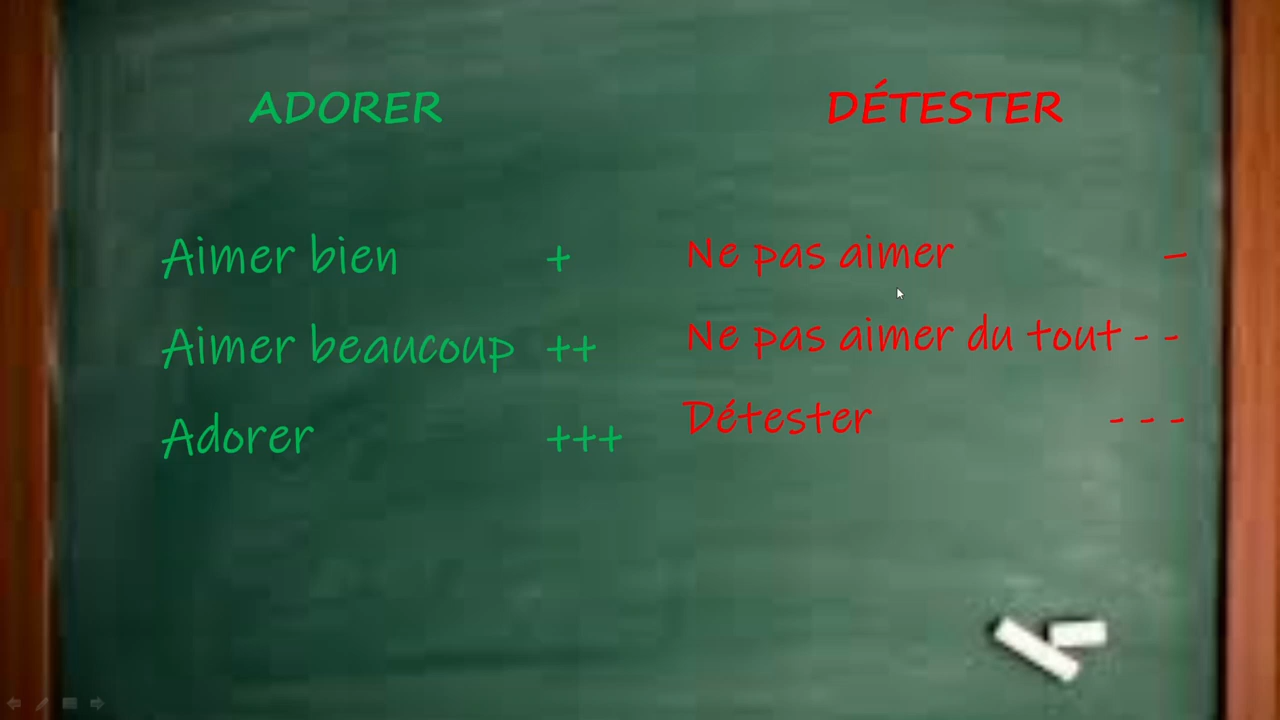 ADORER
DÉTESTER
Aimer bien +
Aimer beaucoup ++
Adorer +++
Ne pas aimer –
Ne pas aimer du tout - -
Détester - - -